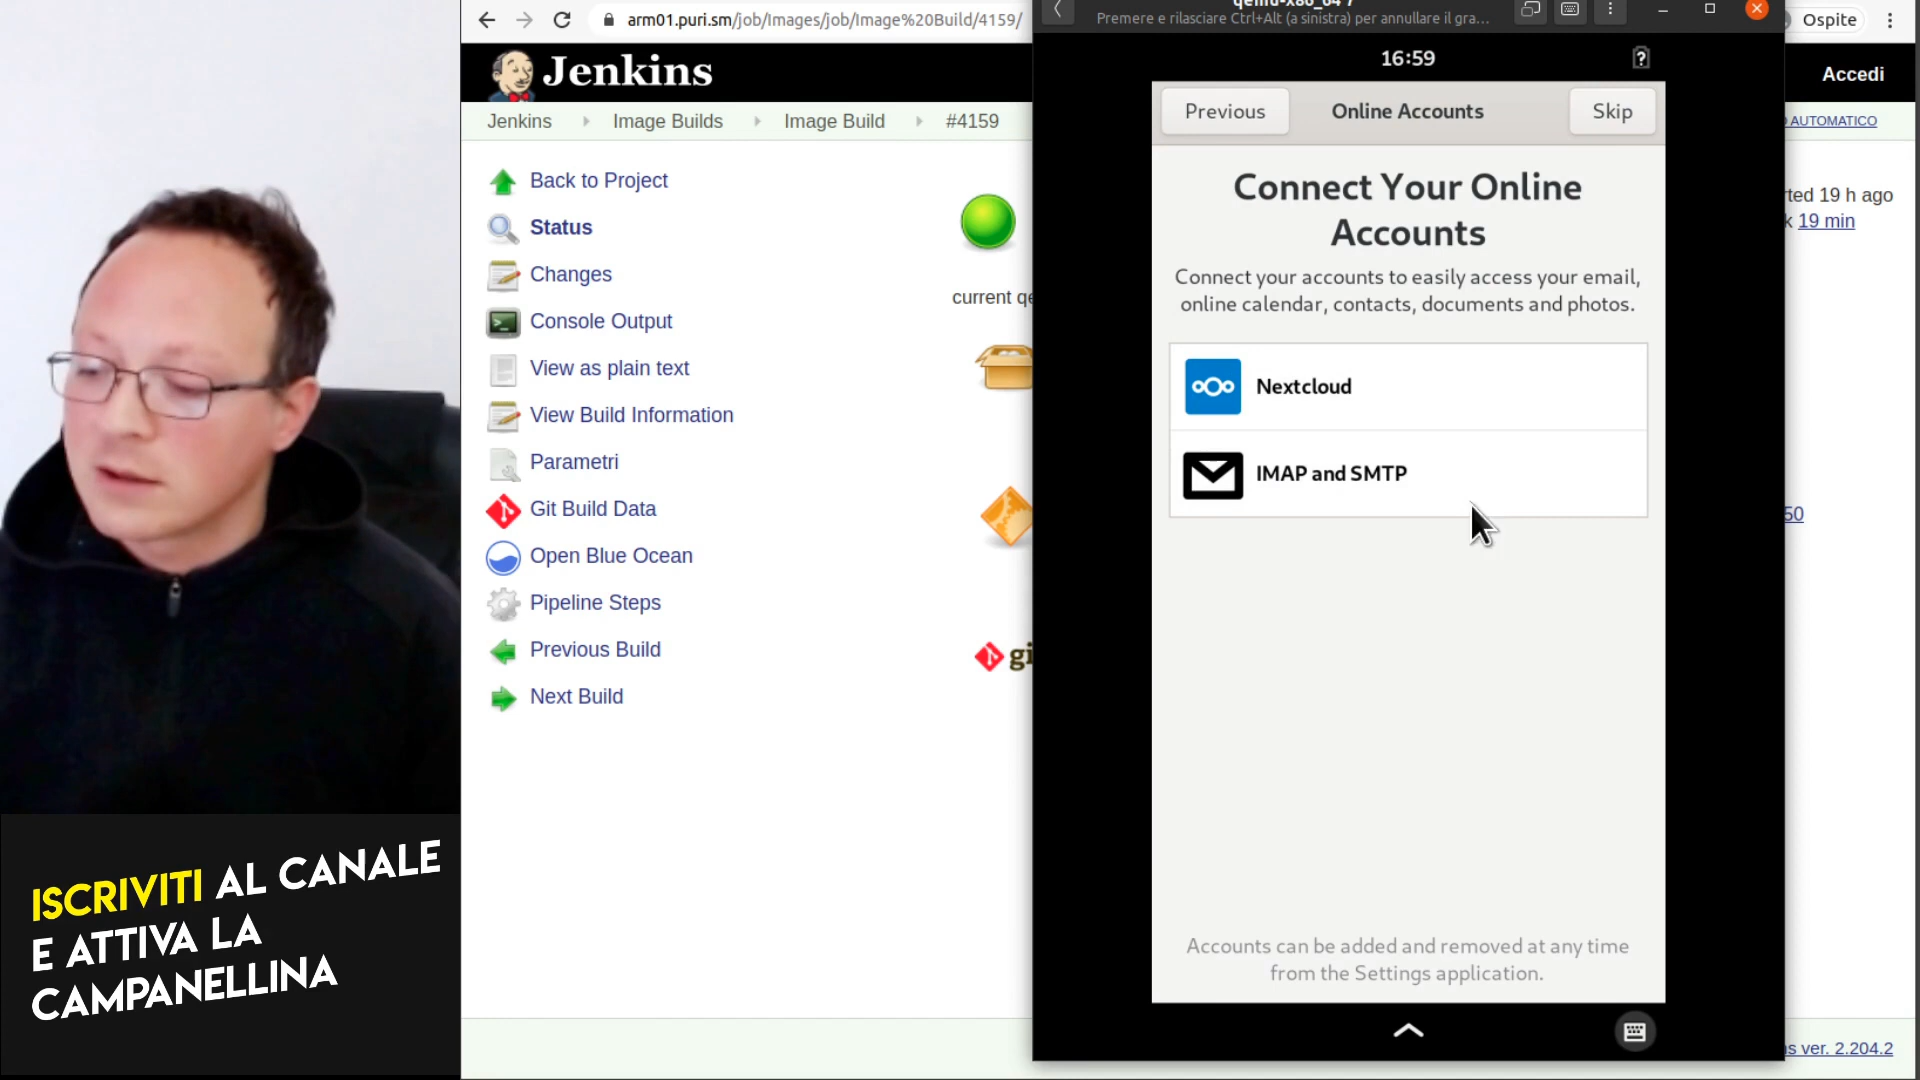 arm01.puri.sm/job/Images/job/Image%20Build/4159/
Ospite
Jenkins
Accedi
Jenkins
Image Builds
Image Build
#4159
AUTOMATICO
Back to Project
Status
Changes
Console Output
View as plain text
View Build Information
Parametri
Git Build Data
Open Blue Ocean
Pipeline Steps
Previous Build
Next Build
current
19 h ago
19 min
50
ver. 2.204.2
Premere e rilasciare Ctrl+Alt (a sinistra) per annullare il gra...
16:59
Previous
Online Accounts
Skip
Connect Your Online
Accounts
Connect your accounts to easily access your email,
online calendar, contacts, documents and photos.
Nextcloud
IMAP and SMTP
Accounts can be added and removed at any time
from the Settings application.
ISCRIVITI AL CANALE
E ATTIVA LA
CAMPANELLINA